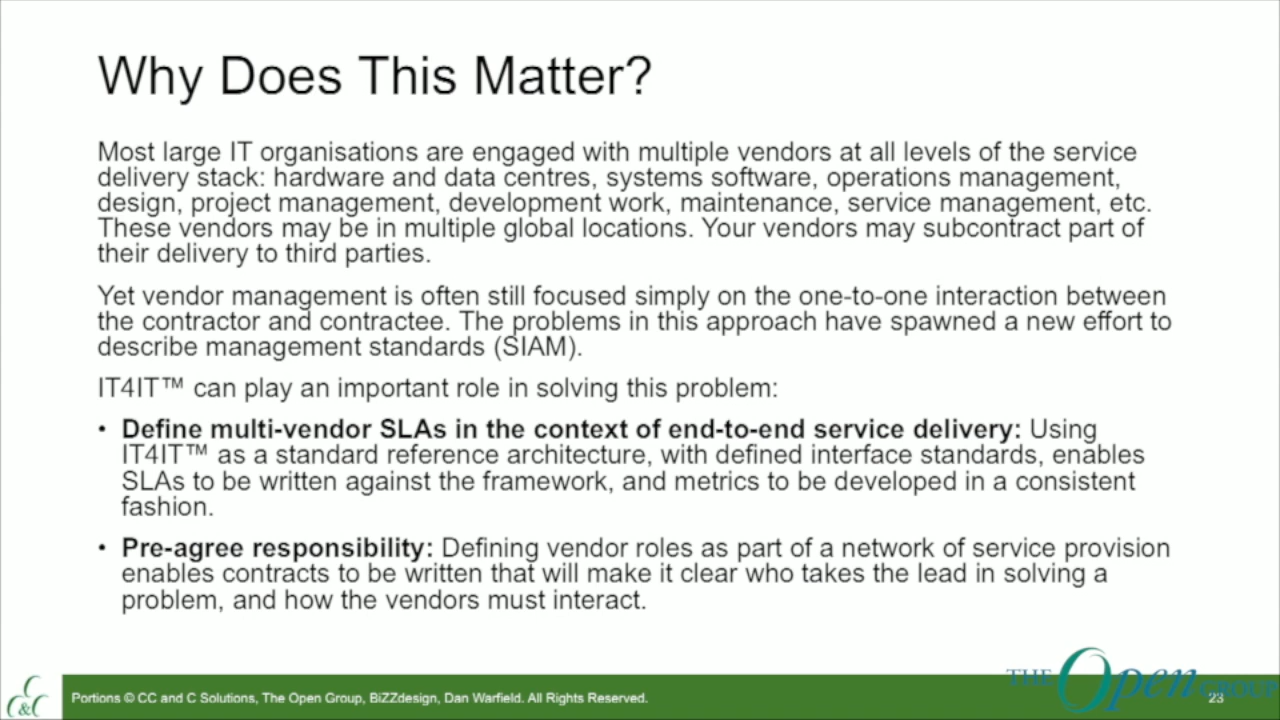 Why Does This Matter?
Most large IT organisations are engaged with multiple vendors at all levels of the service
delivery stack: hardware and data centres, systems software, operations management,
design, project management, development work, maintenance, service management, etc.
These vendors may be in multiple global locations. Your vendors may subcontract part of
their delivery to third parties.
Yet vendor management is often still focused simply on the one-to-one interaction between
the contractor and contractee. The problems in this approach have spawned a new effort to
describe management standards (SIAM).
IT4IT™ can play an important role in solving this problem:
• Define multi-vendor SLAs in the context of end-to-end service delivery: Using
IT4IT™ as a standard reference architecture, with defined interface standards, enables
SLAs to be written against the framework, and metrics to be developed in a consistent
fashion.
• Pre-agree responsibility: Defining vendor roles as part of a network of service provision
enables contracts to be written that will make it clear who takes the lead in solving a
problem, and how the vendors must interact.
C&C
Portions © CC and C Solutions, The Open Group, BiZZdesign, Dan Warfield. All Rights Reserved.
THE Open GROUP
23